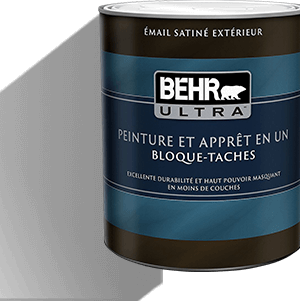 ÉMAIL SATINÉ EXTÉRIEUR
BEHR
ULTRA
PEINTURE ET APPRÊT EN UN
BLOQUE-TACHES
EXCELLENTE DURABILITÉ ET HAUT POUVOIR MASQUANT
EN MOINS DE COUCHES